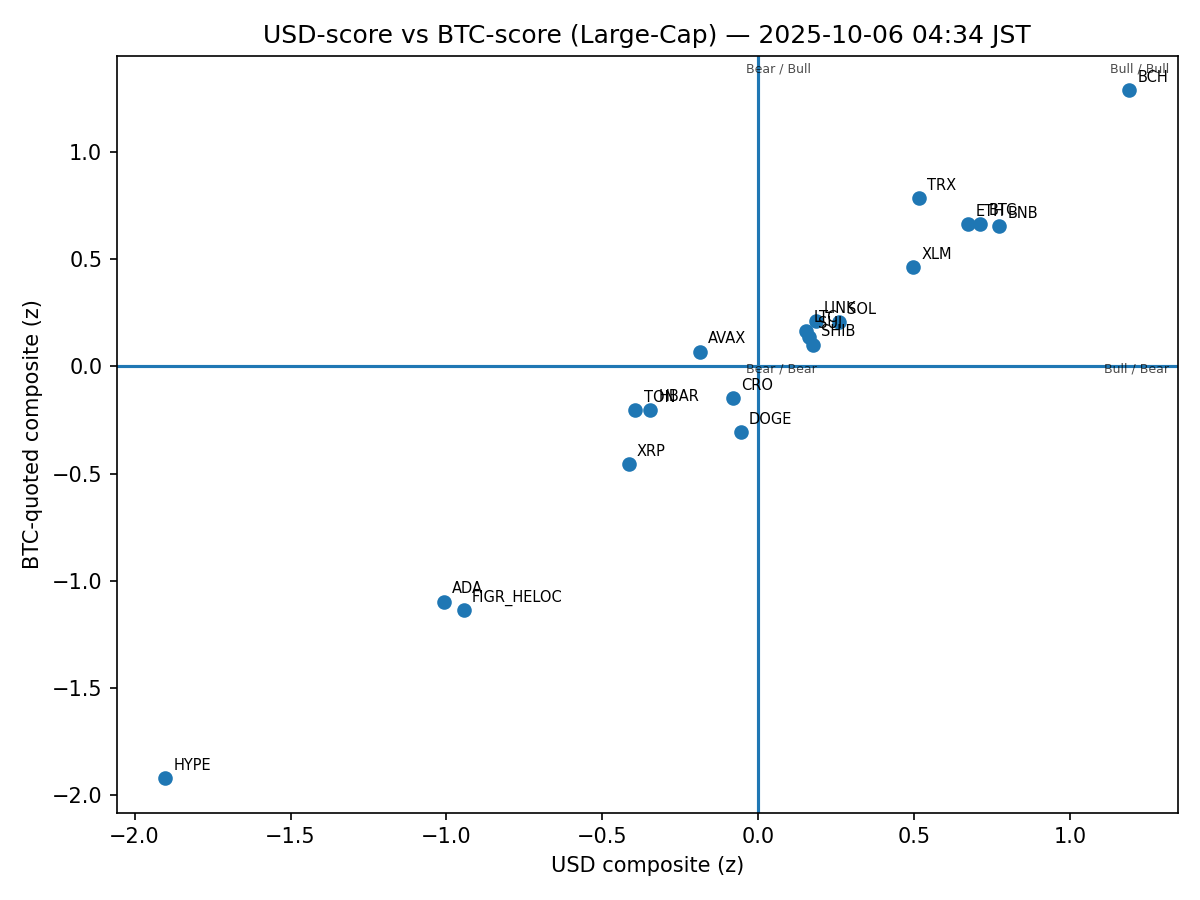 USD-score vs BTC-score (Large-Cap) — 2025-10-06 04:34 JST
Bear / Bull
Bull / Bull
BCH
TRX
ETH
BTC
BNB
XLM
LINK
SOL
LTC
SUI
SHIB
AVAX
Bear / Bear
Bull / Bear
CRO
TON
HBAR
DOGE
XRP
ADA
FIGR_HELOC
HYPE
1.0
0.5
0.0
−0.5
−1.0
−1.5
−2.0
BTC-quoted composite (z)
−2.0
−1.5
−1.0
−0.5
0.0
0.5
1.0
USD composite (z)